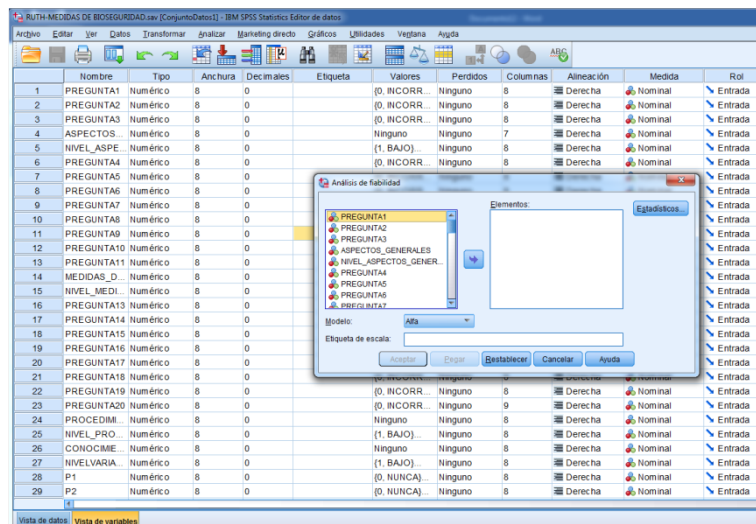 RUTH-MEDIDAS DE BIOSEGURIDAD.sav [ConjuntoDatos1] - IBM SPSS Statistics Editor de datos
Archivo Editar Ver Datos Transformar Analizar Marketing directo Gráficos Utilidades Ventana Ayuda
Nombre Tipo Anchura Decimales Etiqueta Valores Perdidos Columnas Alineación Medida Rol
1 PREGUNTA1 Numérico 8 0 {0, INCORR... Ninguno 8 Derecha Nominal Entrada
2 PREGUNTA2 Numérico 8 0 {0, INCORR... Ninguno 8 Derecha Nominal Entrada
3 PREGUNTA3 Numérico 8 0 {0, INCORR... Ninguno 8 Derecha Nominal Entrada
4 ASPECTOS... Numérico 8 0 Ninguno Ninguno 7 Derecha Nominal Entrada
5 NIVEL_ASPE... Numérico 8 0 {1, BAJO}... Ninguno 8 Derecha Nominal Entrada
6 PREGUNTA4 Numérico 8 0 {0, INCORR... Ninguno 8 Derecha Nominal Entrada
7 PREGUNTA5 Numérico 8 0 Entrada
8 PREGUNTA6 Numérico 8 0 Entrada
9 PREGUNTA7 Numérico 8 0 Entrada
10 PREGUNTA8 Numérico 8 0 Entrada
11 PREGUNTA9 Numérico 8 0 Entrada
12 PREGUNTA10 Numérico 8 0 Entrada
13 PREGUNTA11 Numérico 8 0 Entrada
14 MEDIDAS_D... Numérico 8 0 Entrada
15 NIVEL_MEDI... Numérico 8 0 Entrada
16 PREGUNTA13 Numérico 8 0 Entrada
17 PREGUNTA14 Numérico 8 0 Entrada
18 PREGUNTA15 Numérico 8 0 Entrada
19 PREGUNTA16 Numérico 8 0 Entrada
20 PREGUNTA17 Numérico 8 0 Entrada
21 PREGUNTA18 Numérico 8 0 {0, INCORR... Ninguno 8 Derecha Nominal Entrada
22 PREGUNTA19 Numérico 8 0 {0, INCORR... Ninguno 8 Derecha Nominal Entrada
23 PREGUNTA20 Numérico 8 0 {0, INCORR... Ninguno 9 Derecha Nominal Entrada
24 PROCEDIMI... Numérico 8 0 Ninguno Ninguno 8 Derecha Nominal Entrada
25 NIVEL_PRO... Numérico 8 0 {1, BAJO}... Ninguno 8 Derecha Nominal Entrada
26 CONOCIMIE... Numérico 8 0 Ninguno Ninguno 8 Derecha Nominal Entrada
27 NIVELVARIA... Numérico 8 0 {1, BAJO}... Ninguno 8 Derecha Nominal Entrada
28 P1 Numérico 8 0 {0, NUNCA}... Ninguno 8 Derecha Nominal Entrada
29 P2 Numérico 8 0 {0, NUNCA}... Ninguno 8 Derecha Nominal Entrada
Análisis de fiabilidad
Elementos:
Estadísticos...
PREGUNTA1
PREGUNTA2
PREGUNTA3
ASPECTOS_GENERALES
NIVEL_ASPECTOS_GENER...
PREGUNTA4
PREGUNTA5
PREGUNTA6
PREGUNTA7
Modelo: Alfa
Etiqueta de escala:
Aceptar Pegar Restablecer Cancelar Ayuda
Vista de datos Vista de variables